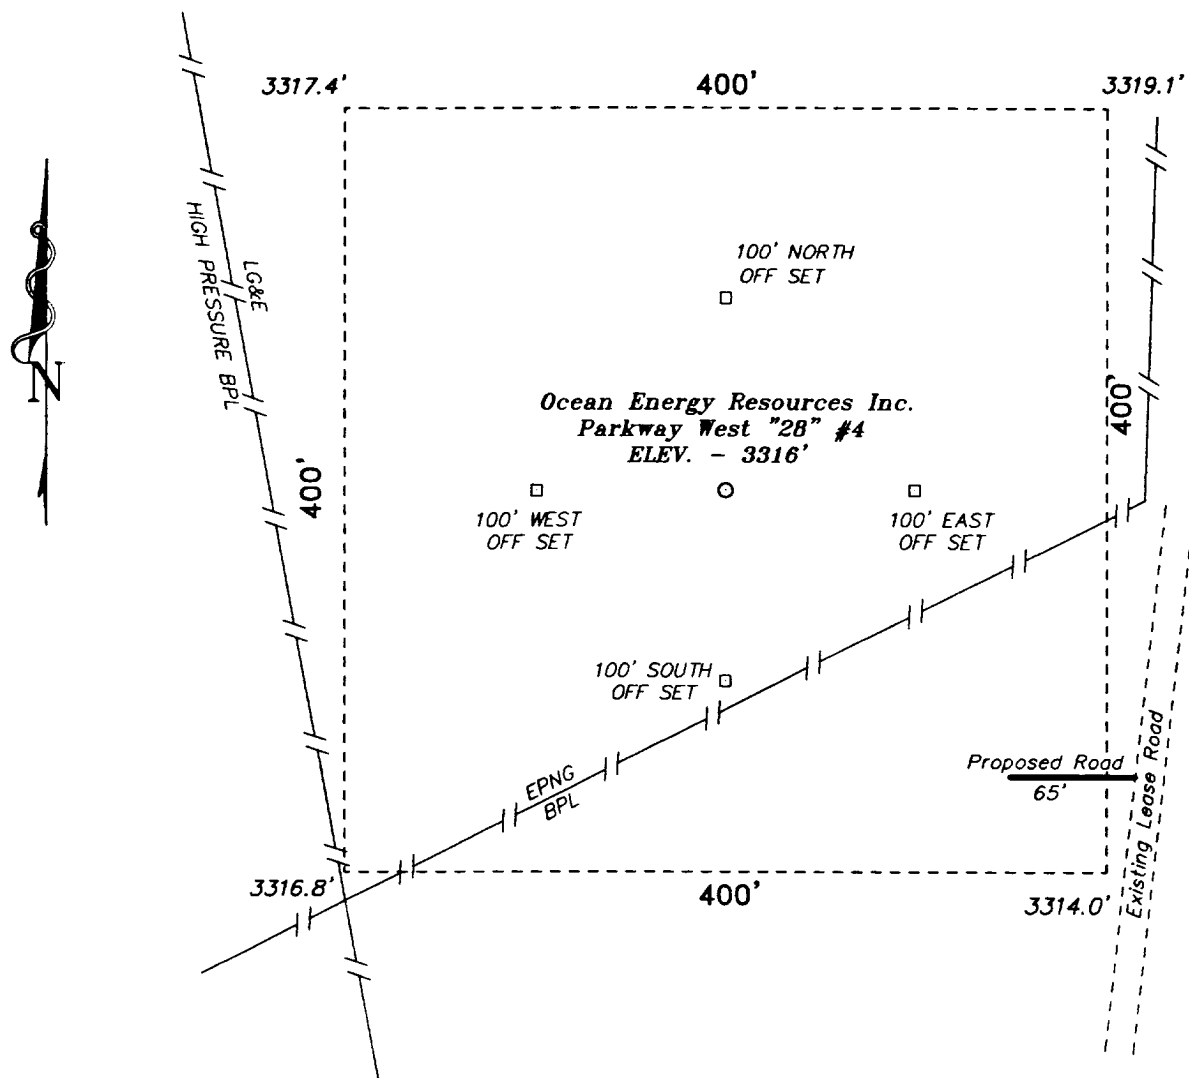 3317.4'
400'
3319.1'
100' NORTH
OFF SET
LG&E
HIGH PRESSURE BPL
N
Ocean Energy Resources Inc.
Parkway West "28" #4
ELEV. - 3316'
400'
400'
100' WEST
OFF SET
100' EAST
OFF SET
100' SOUTH
OFF SET
Proposed Road
65'
Existing Lease Road
EPNG
BPL
3316.8'
400'
3314.0'